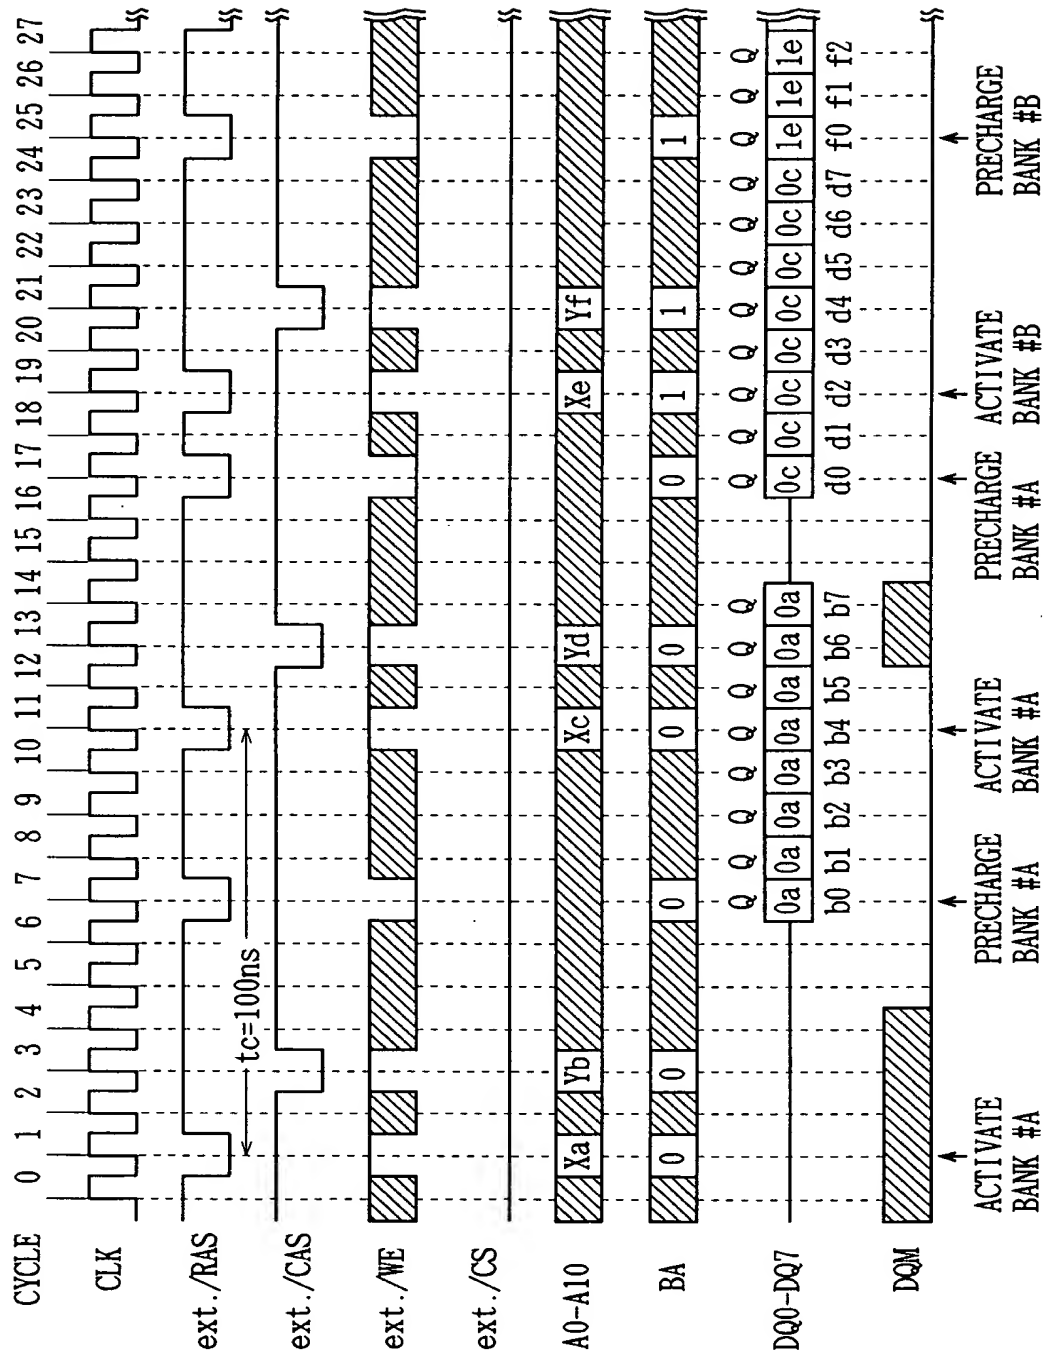 CYCLE 0 1 2 3 4 5 6 7 8 9 10 11 12 13 14 15 16 17 18 19 20 21 22 23 24 25 26 27
CLK
ext./RAS
tc=100ns
ext./CAS
ext./WE
ext./CS
A0-A10 Xa Yb Xc Yd Xe Yf
BA 0 0 0 0 0 0 1 1 1
Q Q Q Q Q Q Q Q Q Q Q Q Q Q Q Q Q Q Q
DQ0-DQ7 0a 0a 0a 0a 0a 0a 0a 0a 0c 0c 0c 0c 0c 0c 0c 0c 1e 1e 1e
b0 b1 b2 b3 b4 b5 b6 b7 d0 d1 d2 d3 d4 d5 d6 d7 f0 f1 f2
DQM
ACTIVATE
BANK #A
PRECHARGE
BANK #A
ACTIVATE
BANK #A
PRECHARGE
BANK #A
ACTIVATE
BANK #B
PRECHARGE
BANK #B